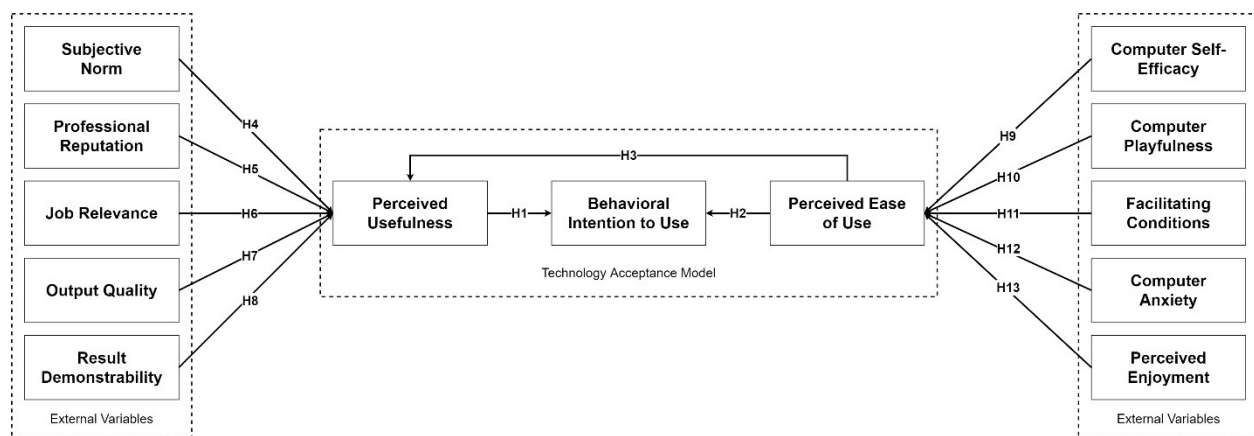 Subjective
Norm
Professional
Reputation
Job Relevance
Output Quality
Result
Demonstrability
External Variables
H4
H5
H6
H7
H8
H3
Perceived
Usefulness
H1
Behavioral
Intention to Use
H2
Perceived Ease
of Use
Technology Acceptance Model
H9
H10
H11
H12
H13
Computer Self-
Efficacy
Computer
Playfulness
Facilitating
Conditions
Computer
Anxiety
Perceived
Enjoyment
External Variables